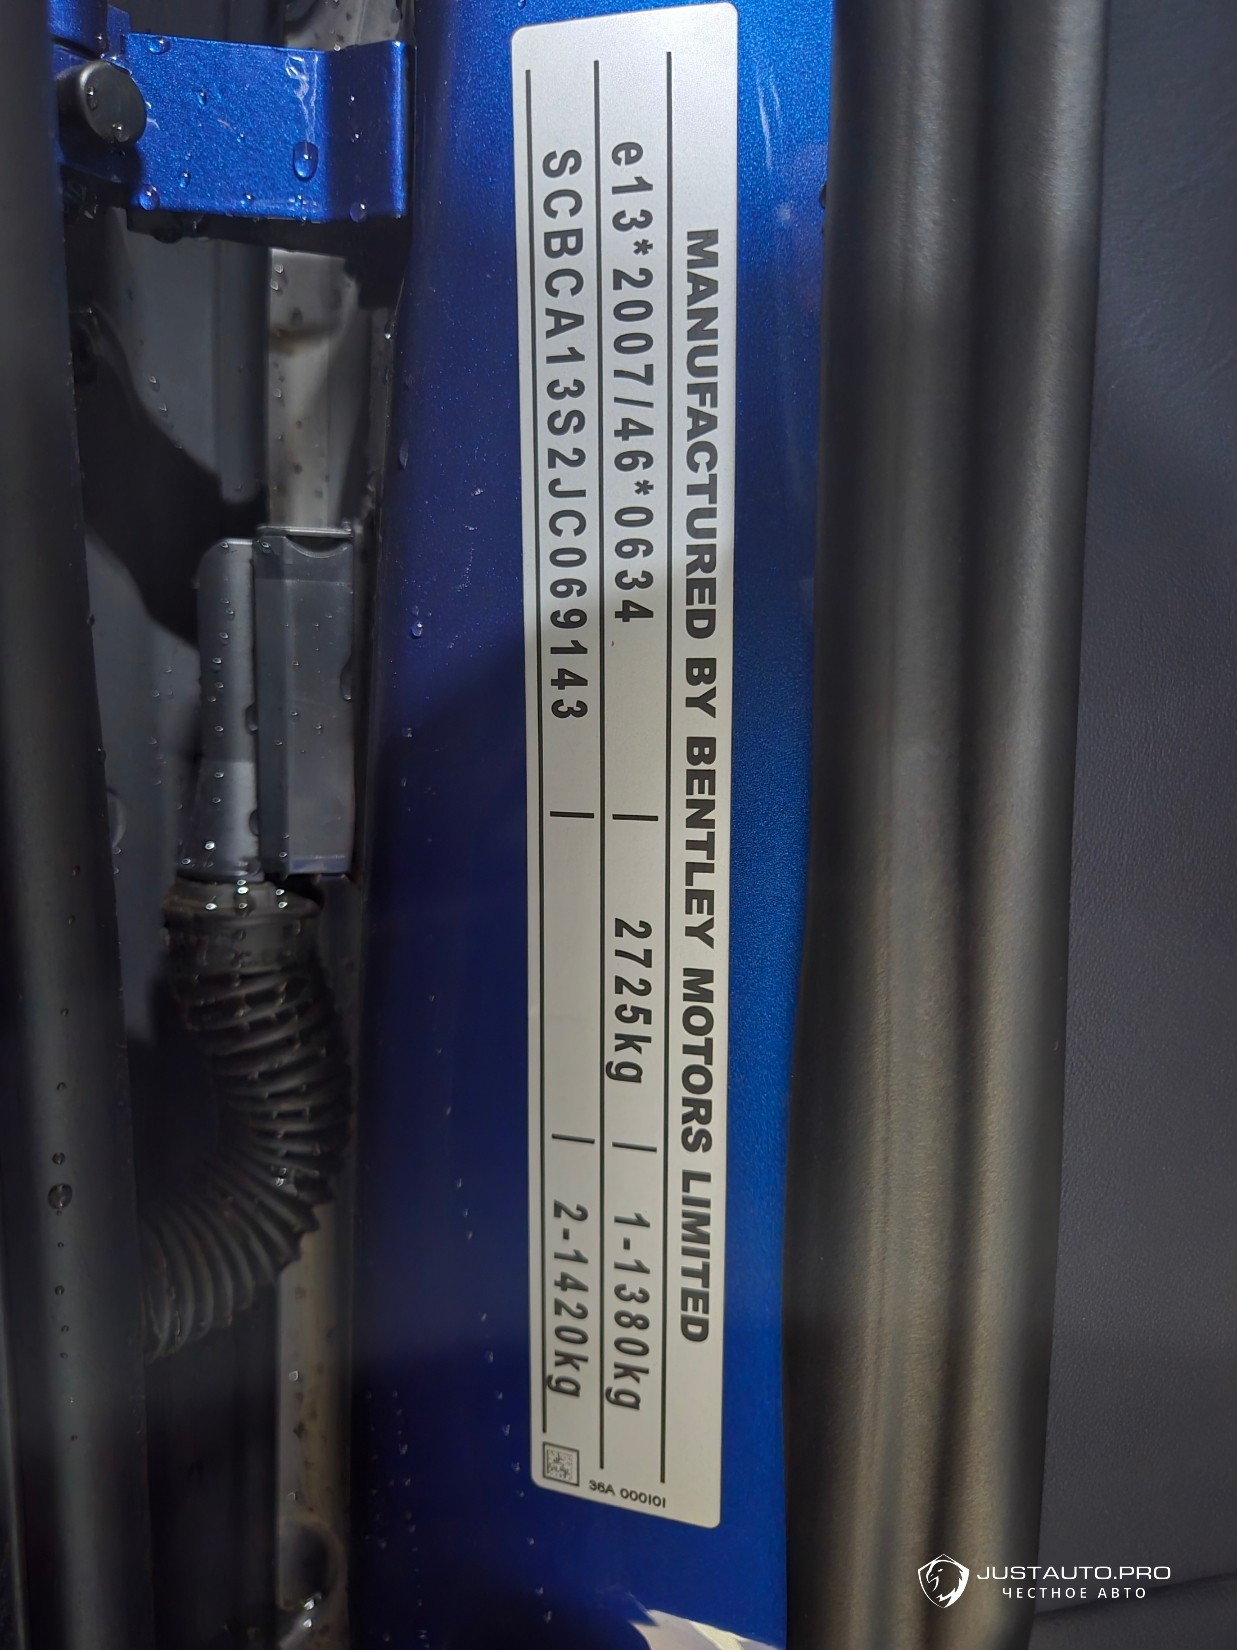 MANUFACTURED BY BENTLEY MOTORS LIMITED
e13*2007/46*0634 | 2725kg | 1-1380kg
SCBCA13S2JC069143 | | 2-1420kg
36A 000101
JUSTAUTO.PRO
ЧЕСТНОЕ АВТО